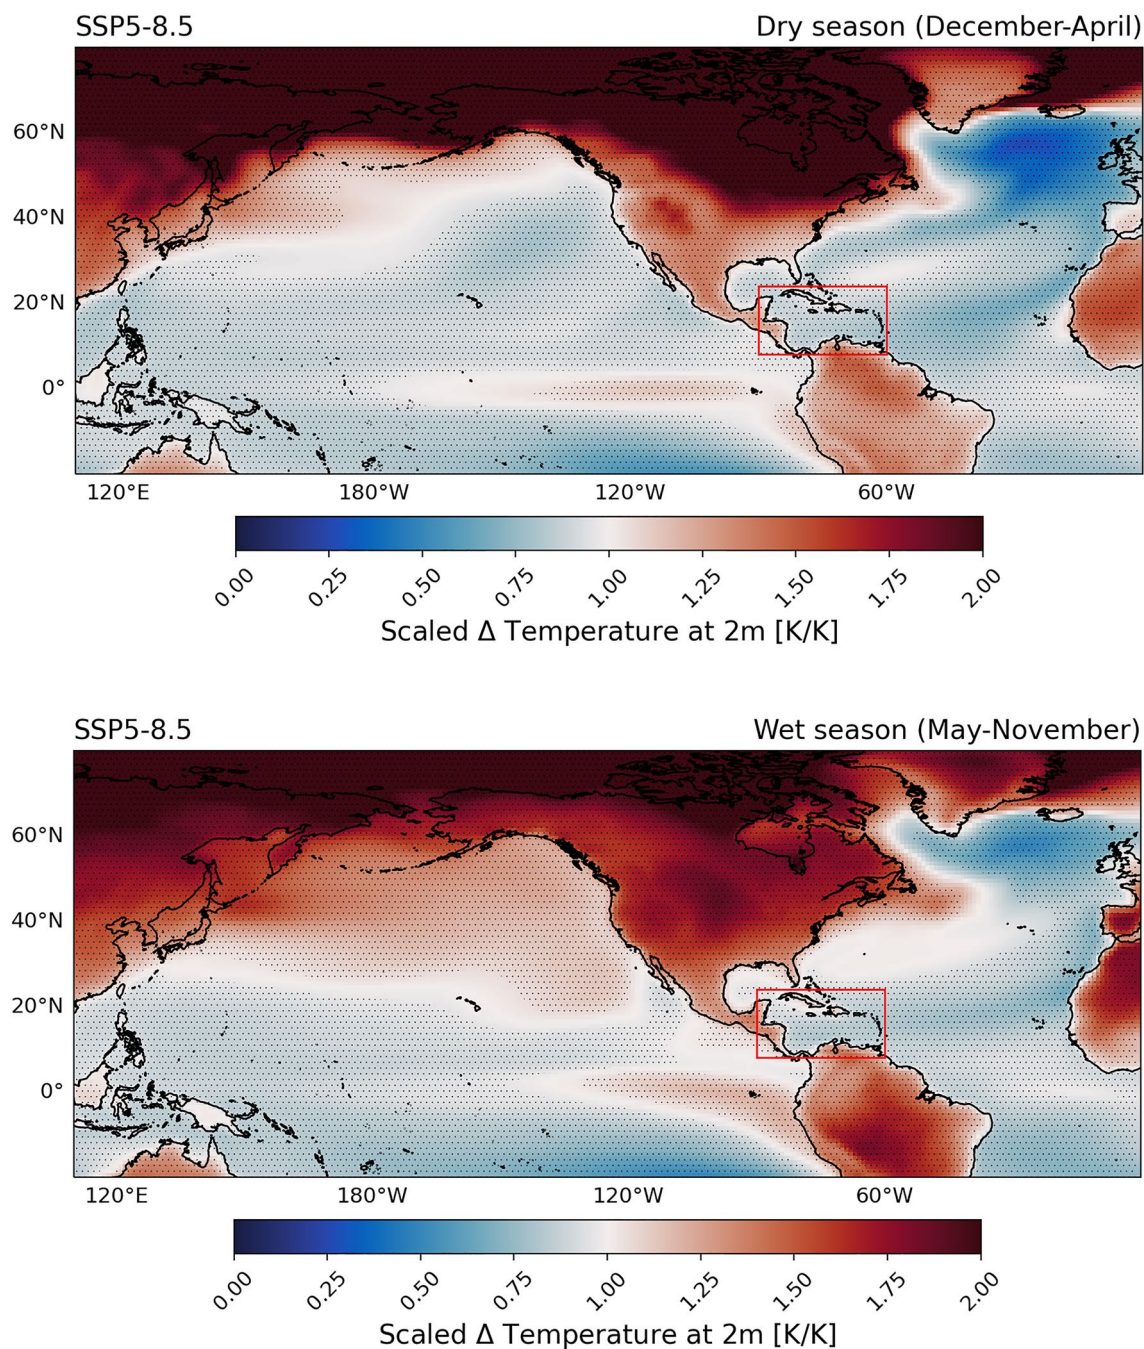 SSP5-8.5 Dry season (December-April)
60°N
40°N
20°N
0°
120°E 180°W 120°W 60°W
0.00 0.25 0.50 0.75 1.00 1.25 1.50 1.75 2.00
Scaled Δ Temperature at 2m [K/K]
SSP5-8.5 Wet season (May-November)
60°N
40°N
20°N
0°
120°E 180°W 120°W 60°W
0.00 0.25 0.50 0.75 1.00 1.25 1.50 1.75 2.00
Scaled Δ Temperature at 2m [K/K]